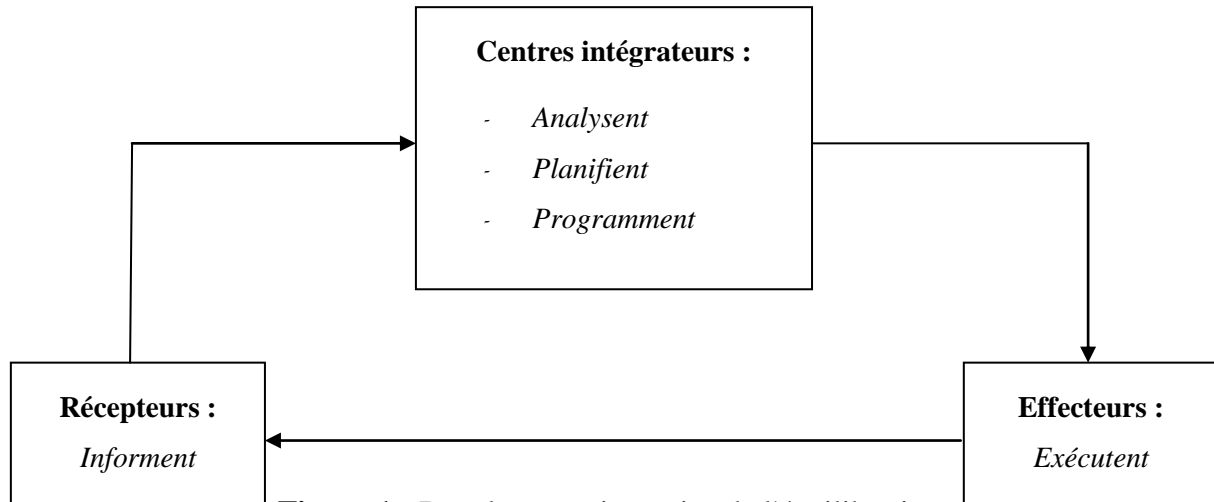 Centres intégrateurs :
- Analysent
- Planifient
- Programment
Récepteurs :
Informent
Effecteurs :
Exécutent